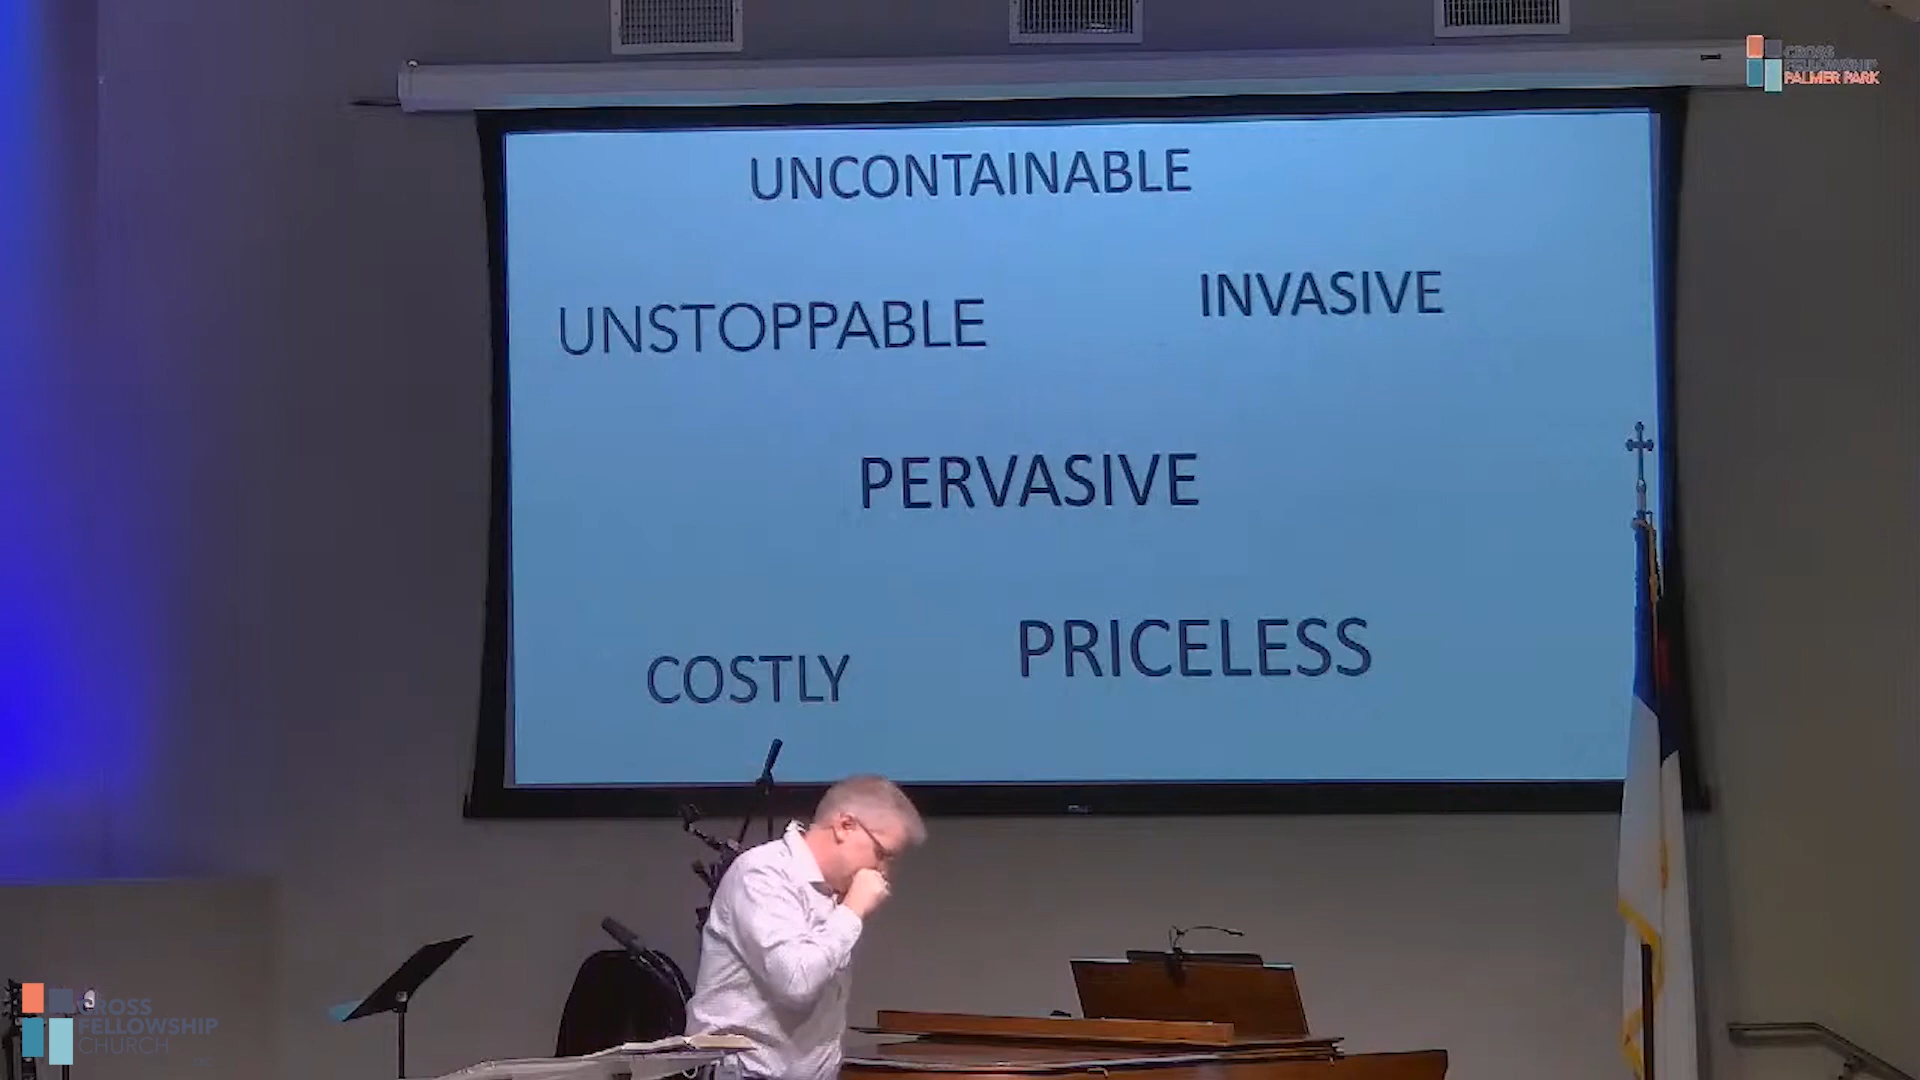 CROSS
FELLOWSHIP
PALMER PARK
UNCONTAINABLE
INVASIVE
UNSTOPPABLE
PERVASIVE
PRICELESS
COSTLY
CROSS
FELLOWSHIP
CHURCH